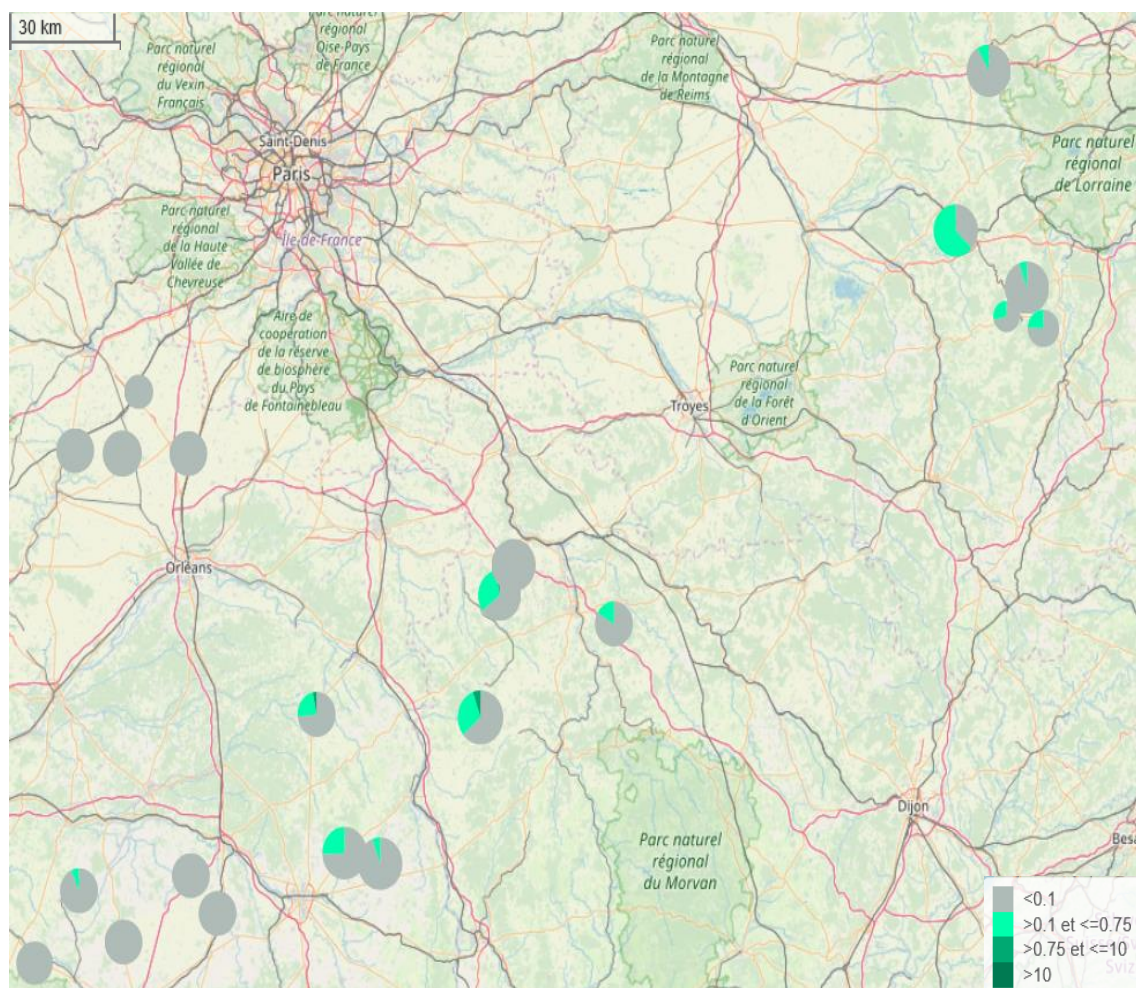 30 km
Parc naturel
régional
du Vexin
Français
Parc naturel
régional
Oise-Pays
de France
Parc naturel
régional
de la Montagne
de Reims
Saint-Denis
Paris
Île-de-France
Parc naturel
régional
de la Haute
Vallée de
Chevreuse
Parc naturel
régional
de Lorraine
Aire de
coopération
de la réserve
de biosphère
du Pays
de Fontainebleau
Parc naturel
régional
de la Forêt
d'Orient
Troyes
Orléans
Dijon
Besa
Parc naturel
régional
du Morvan
<0.1
>0.1 et <=0.75
>0.75 et <=10
>10